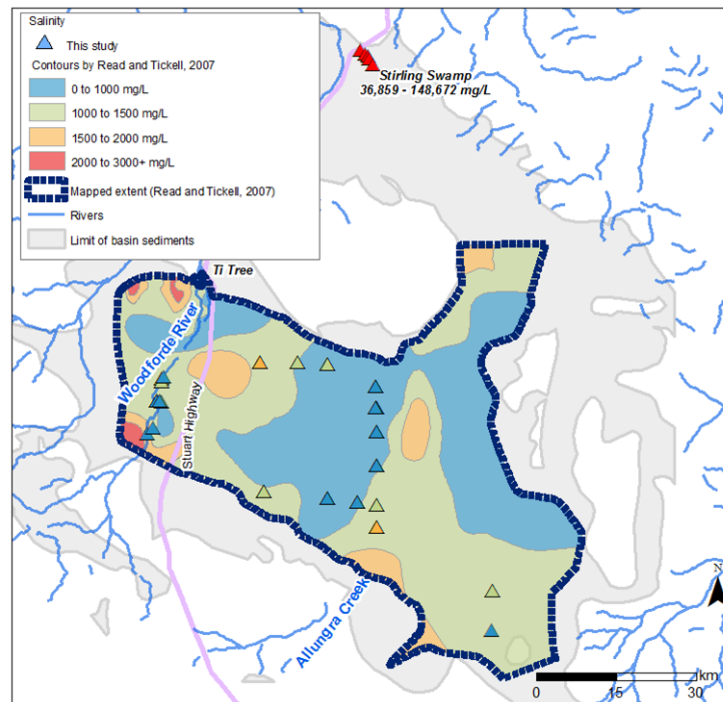 Salinity
This study
Contours by Read and Tickell, 2007
0 to 1000 mg/L
1000 to 1500 mg/L
1500 to 2000 mg/L
2000 to 3000+ mg/L
Mapped extent (Read and Tickell, 2007)
Rivers
Limit of basin sediments
Stirling Swamp
36,859 - 148,672 mg/L
Ti Tree
Woodforde River
Stuart Highway
Allungra Creek
N
km
0 15 30